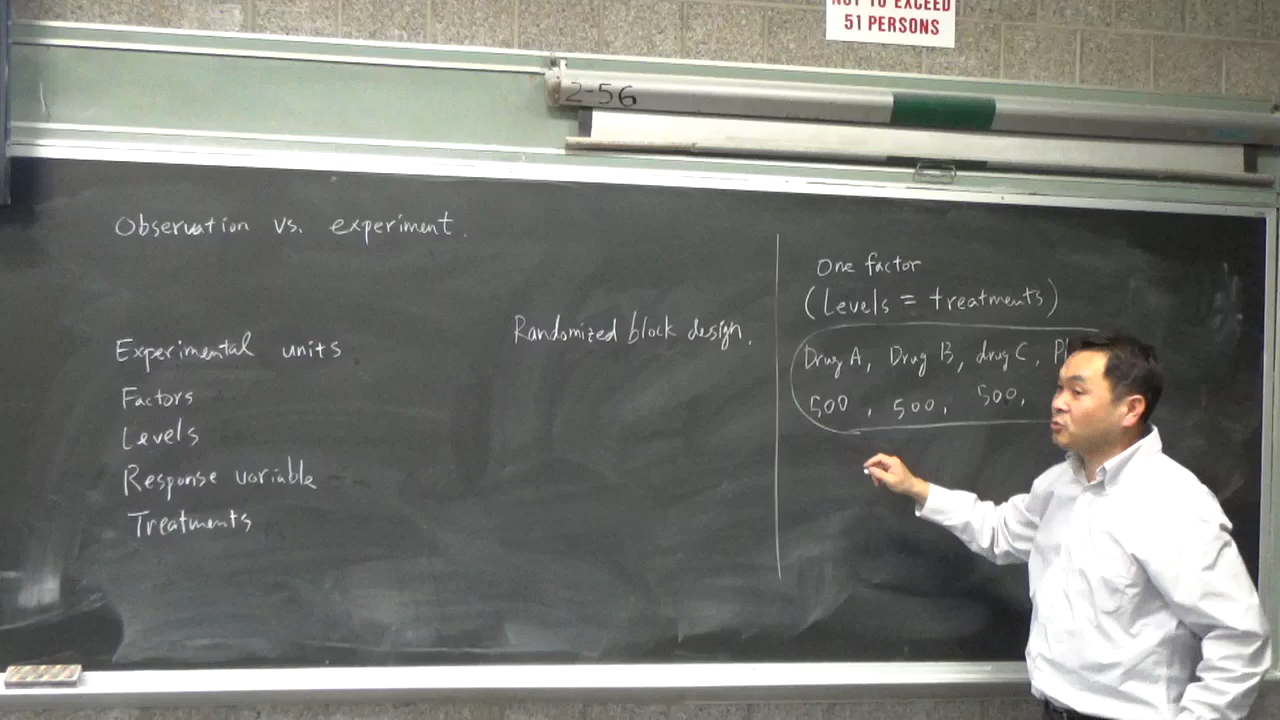 NOT TO EXCEED
51 PERSONS
2-56
Observation vs. experiment.
Experimental units
Factors
Levels
Response variable
Treatments
Randomized block design.
One factor
(Levels = treatments)
Drug A, Drug B, drug C, Pl
500, 500, 500,